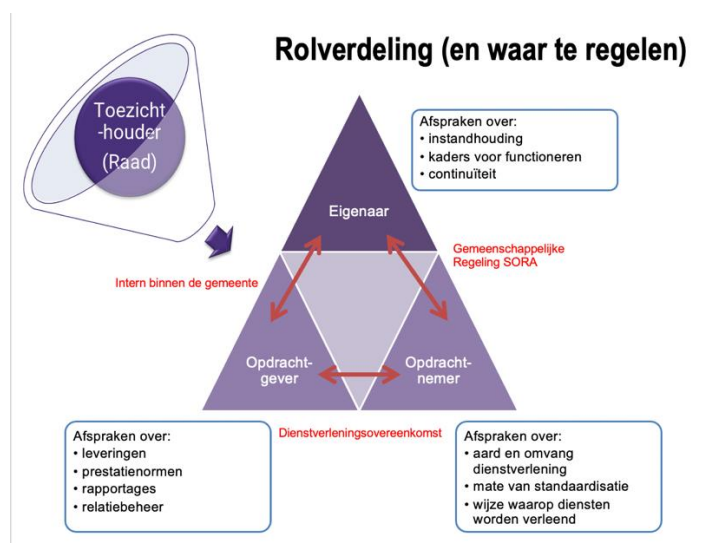 Rolverdeling (en waar te regelen)
Toezicht
-houder
(Raad)
Afspraken over:
• instandhouding
• kaders voor functioneren
• continuïteit
Eigenaar
Gemeenschappelijke
Regeling SORA
Intern binnen de gemeente
Opdracht-
gever
Opdracht-
nemer
Dienstverleningsovereenkomst
Afspraken over:
• leveringen
• prestatienormen
• rapportages
• relatiebeheer
Afspraken over:
• aard en omvang
dienstverlening
• mate van standaardisatie
• wijze waarop diensten
worden verleend